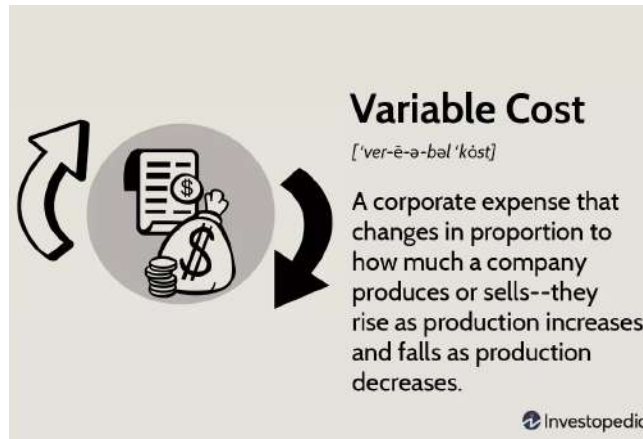 Variable Cost
['ver-ē-ə-bəl 'kȯst]
A corporate expense that
changes in proportion to
how much a company
produces or sells--they
rise as production increases
and falls as production
decreases.
$
$
Investopedia